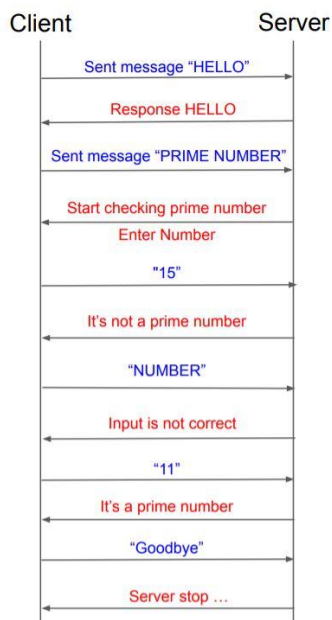 Client
Server
Sent message “HELLO”
Response HELLO
Sent message “PRIME NUMBER”
Start checking prime number
Enter Number
"15”
It's not a prime number
“NUMBER”
Input is not correct
“11”
It's a prime number
“Goodbye”
Server stop ...